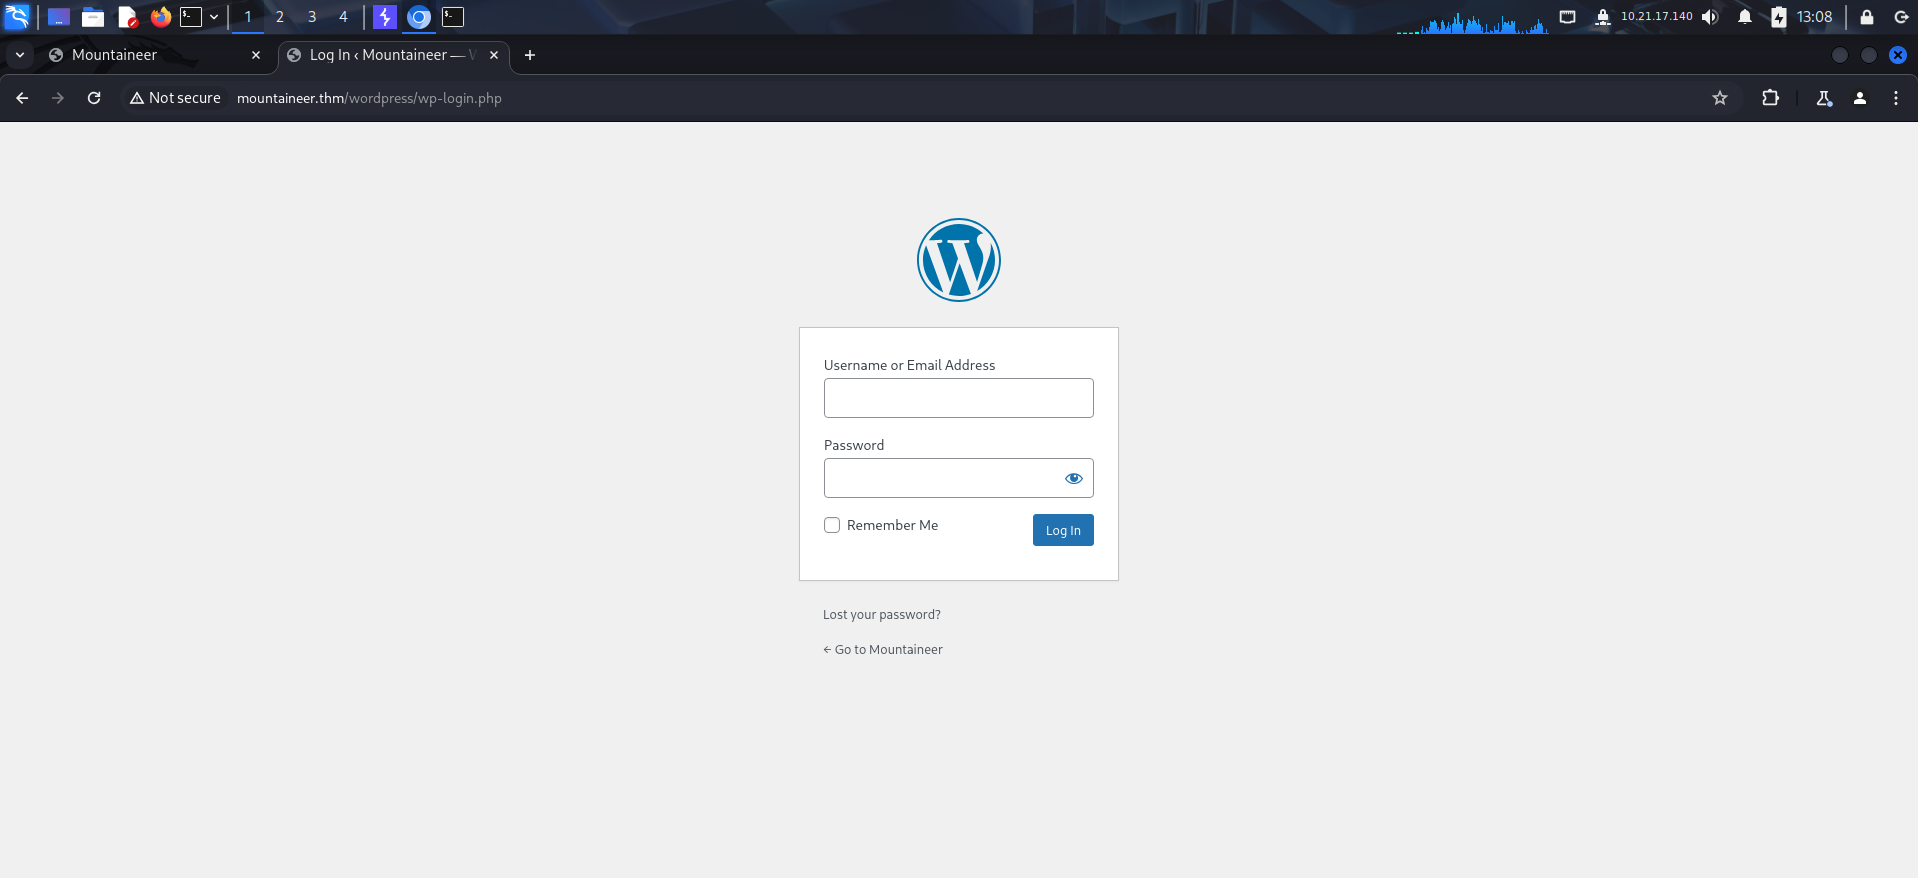 1 2 3 4 10.21.17.140 13:08
Mountaineer Log In ‹ Mountaineer —
Not secure mountaineer.thm/wordpress/wp-login.php
Username or Email Address
Password
Remember Me Log In
Lost your password?
← Go to Mountaineer